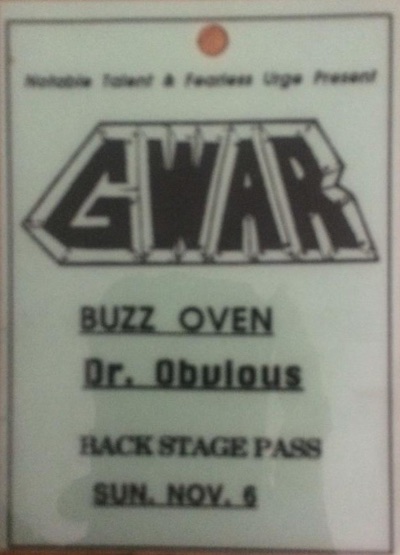 Notable Talent & Fearless Urge Present
GWAR
BUZZ OVEN
Dr. Obvious
BACK STAGE PASS
SUN. NOV. 6